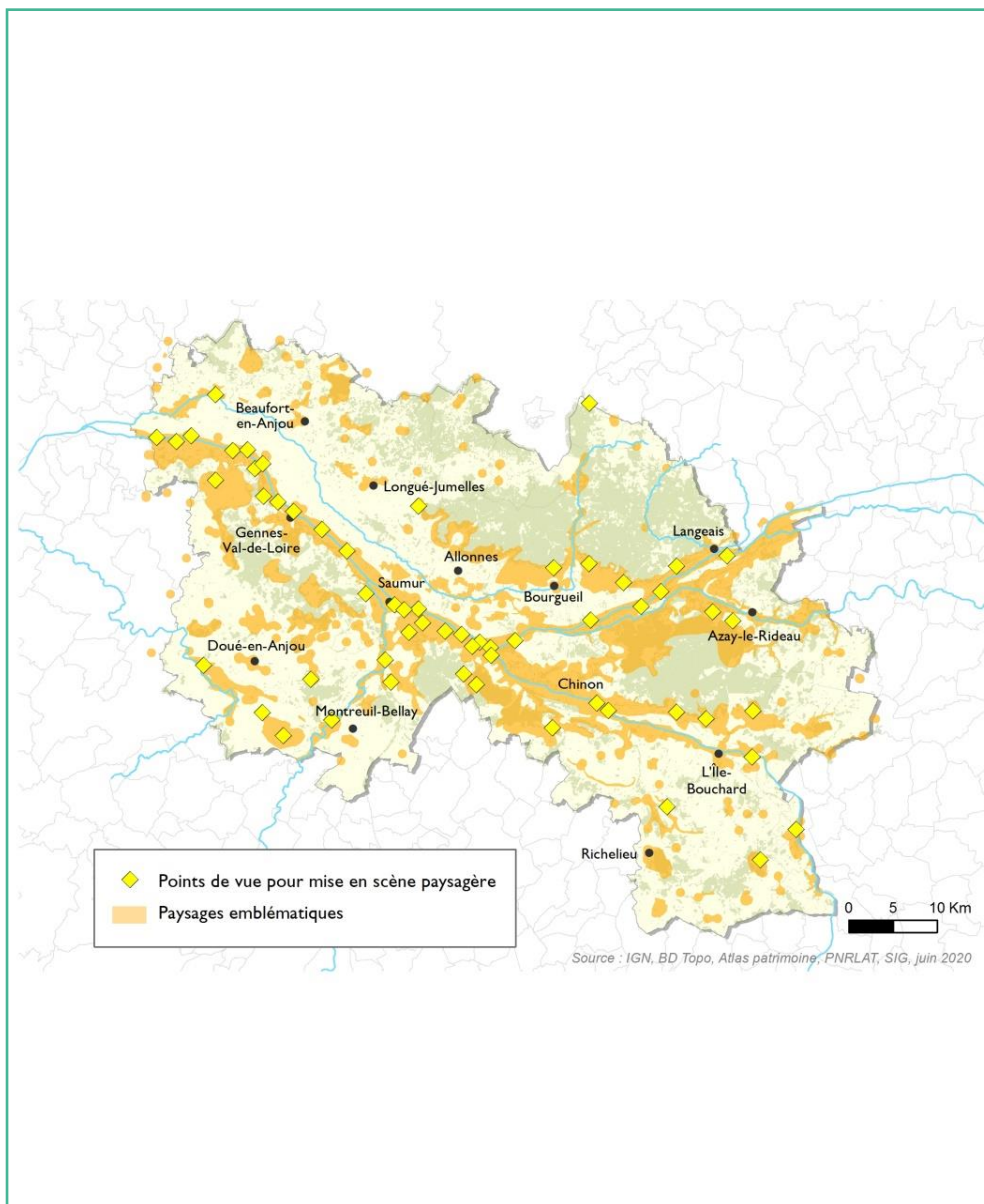 Beaufort-
en-Anjou
Longué-Jumelles
Gennes-
Val-de-Loire
Langeais
Allonnes
Bourgueil
Saumur
Azay-le-Rideau
Doué-en-Anjou
Chinon
Montreuil-Bellay
L'Île-
Bouchard
Richelieu
Points de vue pour mise en scène paysagère
Paysages emblématiques
0 5 10 Km
Source : IGN, BD Topo, Atlas patrimoine, PNRLAT, SIG, juin 2020